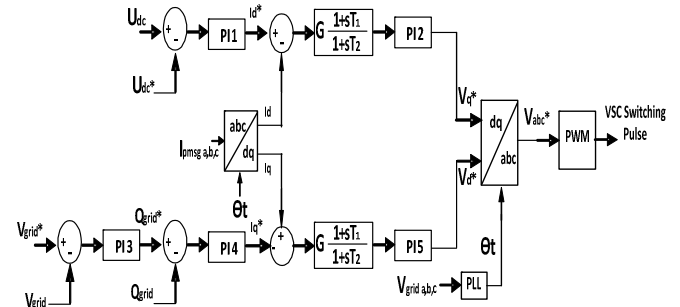 Udc
+
-
PI1
Id*
+
-
G 1+sT1
1+sT2
PI2
Udc*
Vq*
abc
dq
Id
Iq
Ipmsg a,b,c
θt
dq
abc
Vabc*
PWM
VSC Switching
Pulse
Vd*
Vgrid*
+
-
PI3
Qgrid*
+
-
PI4
Iq*
+
-
G 1+sT1
1+sT2
PI5
θt
Vgrid
Qgrid
Vgrid a,b,c
PLL